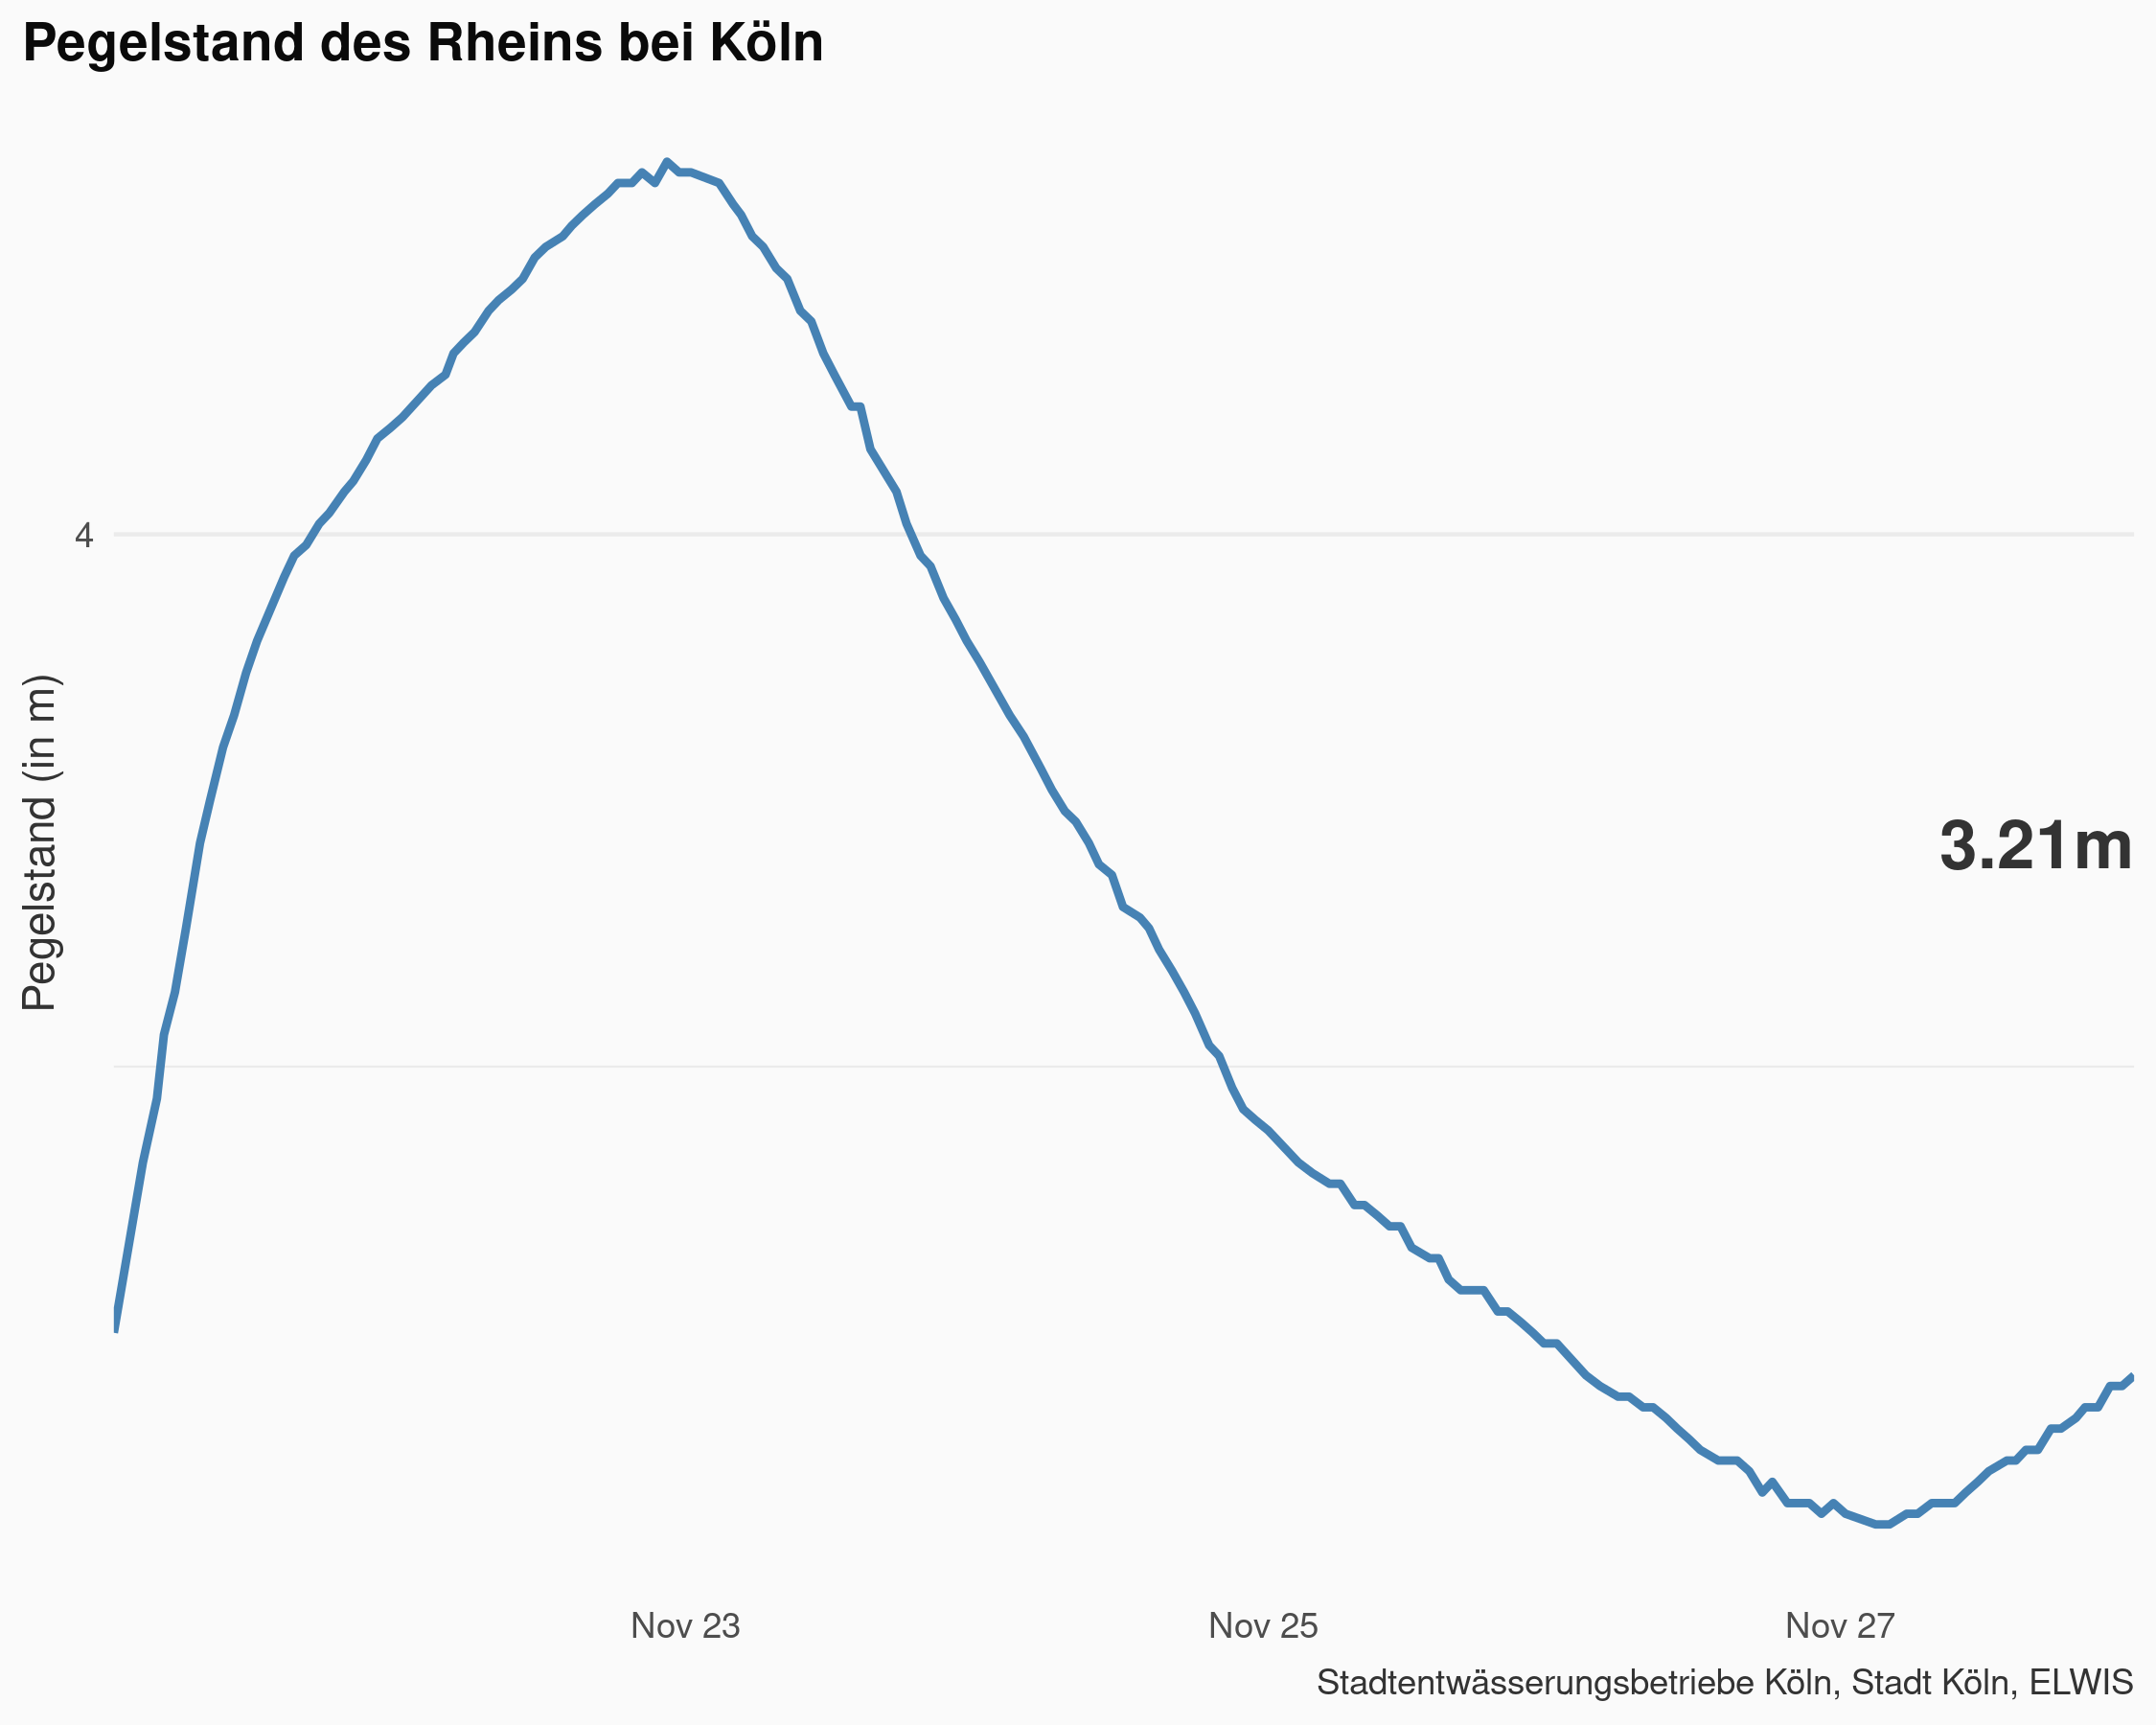 Pegelstand des Rheins bei Köln
4
Pegelstand (in m)
3.21m
Nov 23
Nov 25
Nov 27
Stadtentwässerungsbetriebe Köln, Stadt Köln, ELWIS